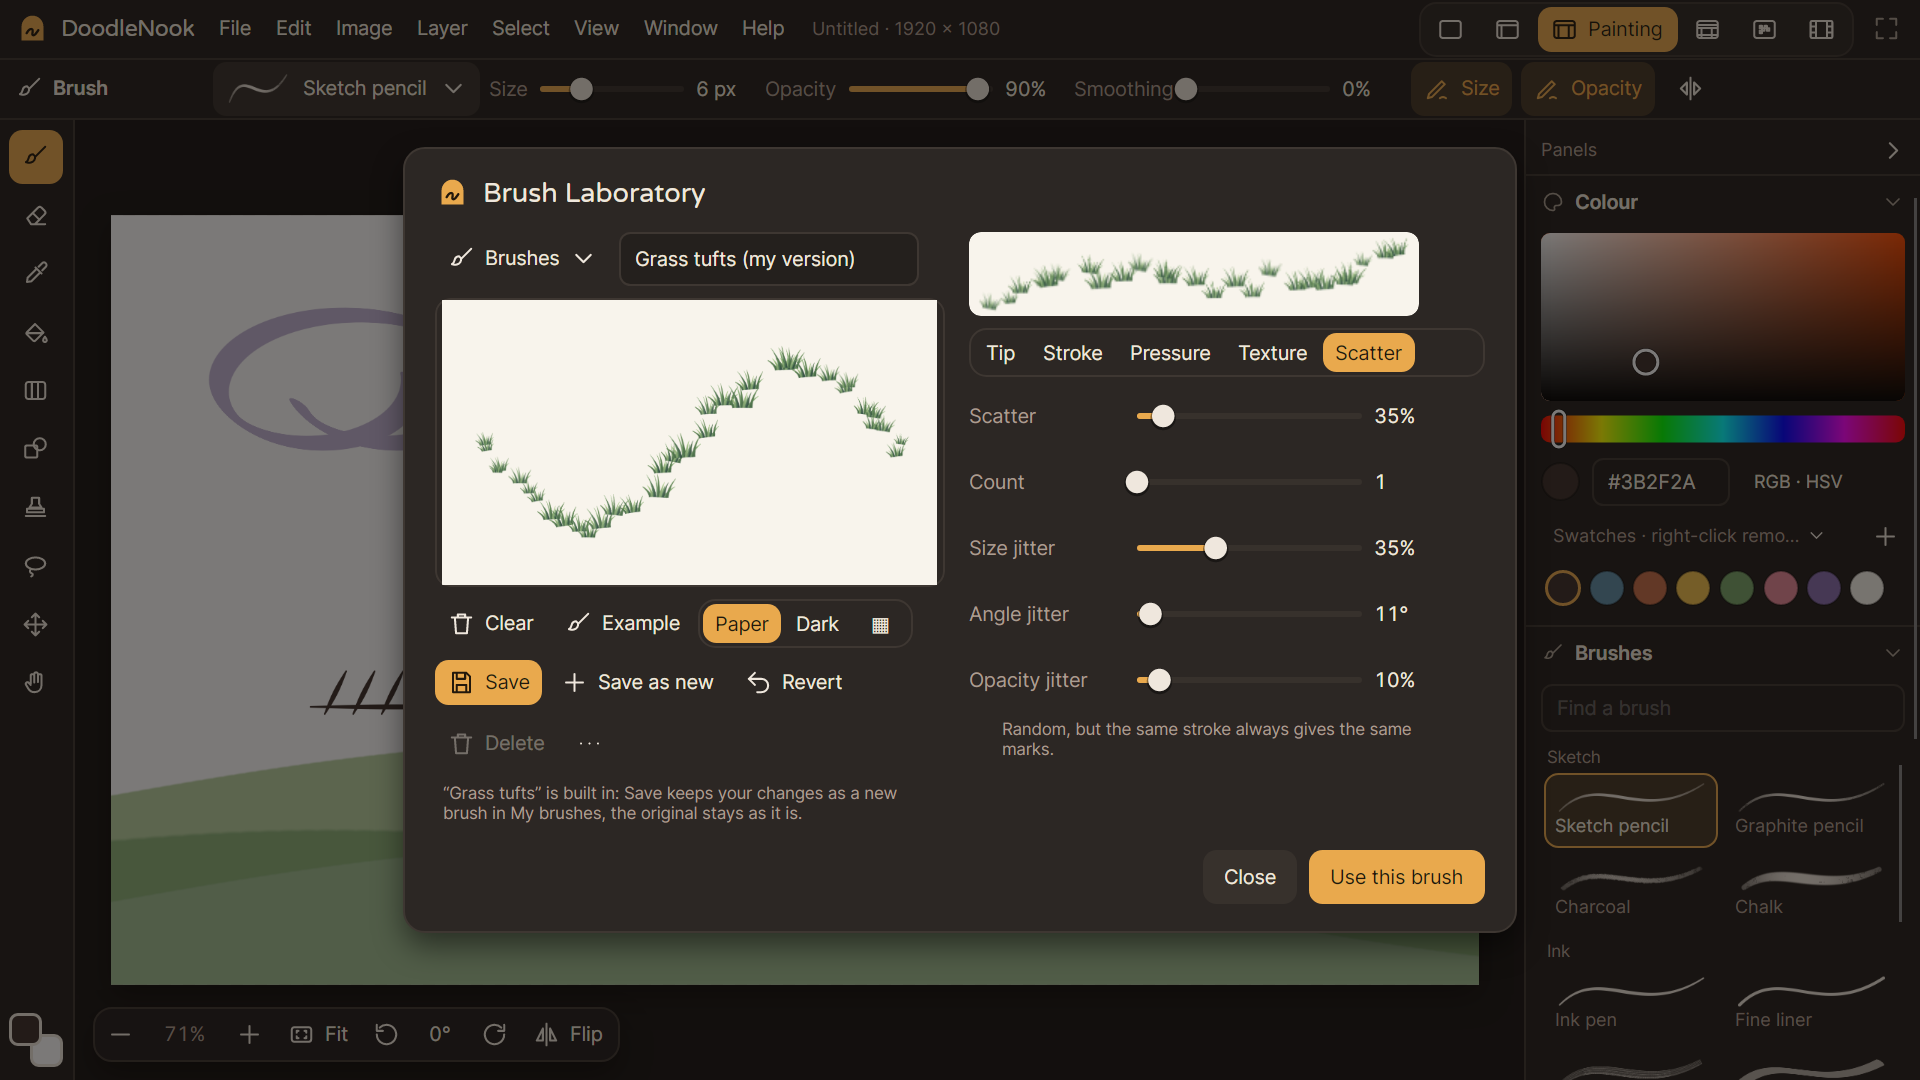 DoodleNook File Edit Image Layer Select View Window Help Untitled · 1920 × 1080 Painting
Brush Sketch pencil Size 6 px Opacity 90% Smoothing 0% Size Opacity
Brush Laboratory
Brushes Grass tufts (my version)
Clear Example Paper Dark
Save Save as new Revert
Delete ···
“Grass tufts” is built in: Save keeps your changes as a new
brush in My brushes, the original stays as it is.
Tip Stroke Pressure Texture Scatter
Scatter 35%
Count 1
Size jitter 35%
Angle jitter 11°
Opacity jitter 10%
Random, but the same stroke always gives the same
marks.
Close Use this brush
Panels
Colour
#3B2F2A RGB · HSV
Swatches · right-click remo...
Brushes
Find a brush
Sketch
Sketch pencil Graphite pencil
Charcoal Chalk
Ink
Ink pen Fine liner
71% Fit 0° Flip